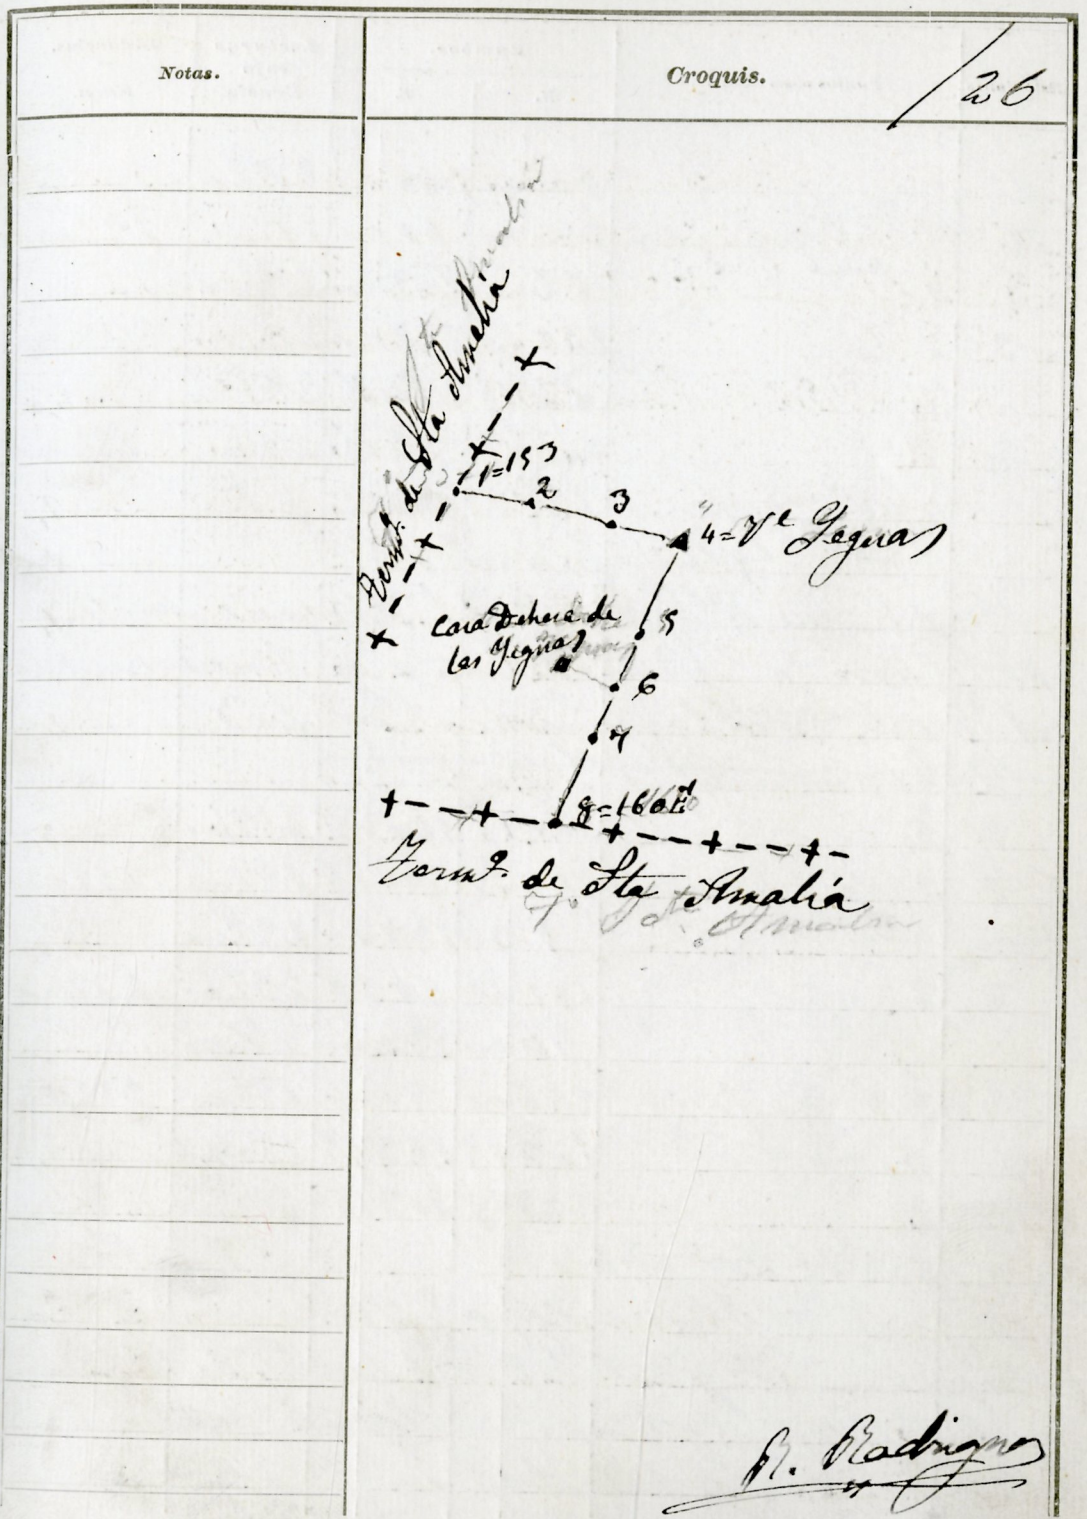 Notas.
Croquis.
/26
Termº. de Sta Amalia
1=153
2
3
4=Ve Yeguas
Casa Dehesa de
las Yeguas
5
6
7
8=160
Termº. de Sta Amalia
R. Rodriguez